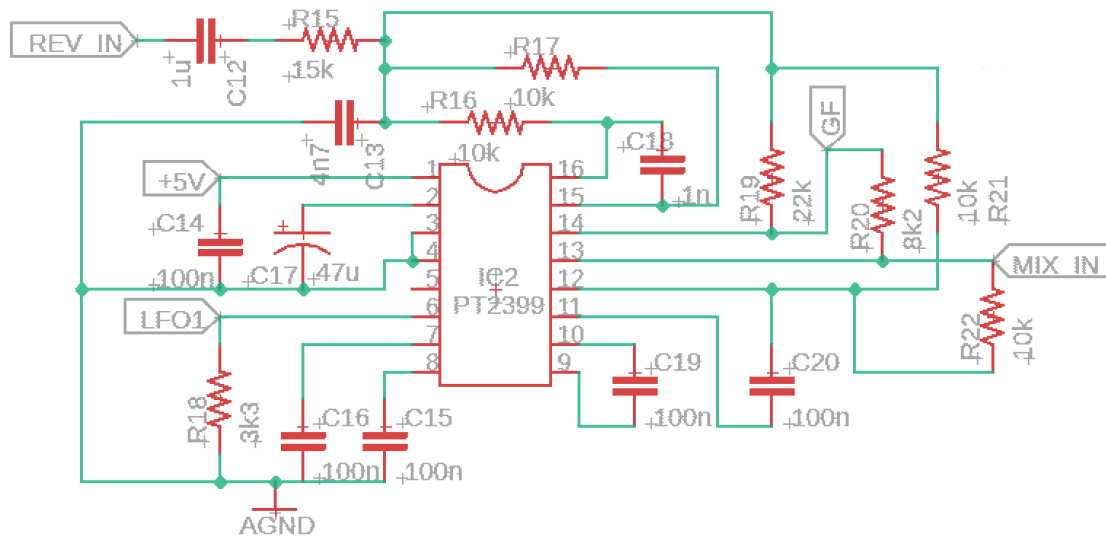 REV_IN
1u
C12
R15
15k
R17
10k
R16
10k
4n7
C13
C18
1n
GF
+5V
C14
100n
C17
47u
1
2
3
4
5
6
7
8
16
15
14
13
12
11
10
9
IC2
PT2399
R19
22k
R20
8k2
10k
R21
MIX_IN
R22
10k
LFO1
R18
3k3
C16
100n
C15
100n
C19
100n
C20
100n
AGND